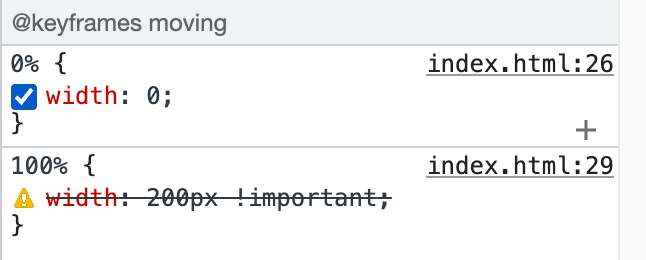 @keyframes moving
0% { index.html:26
width: 0;
}
+
100% { index.html:29
width: 200px !important;
}